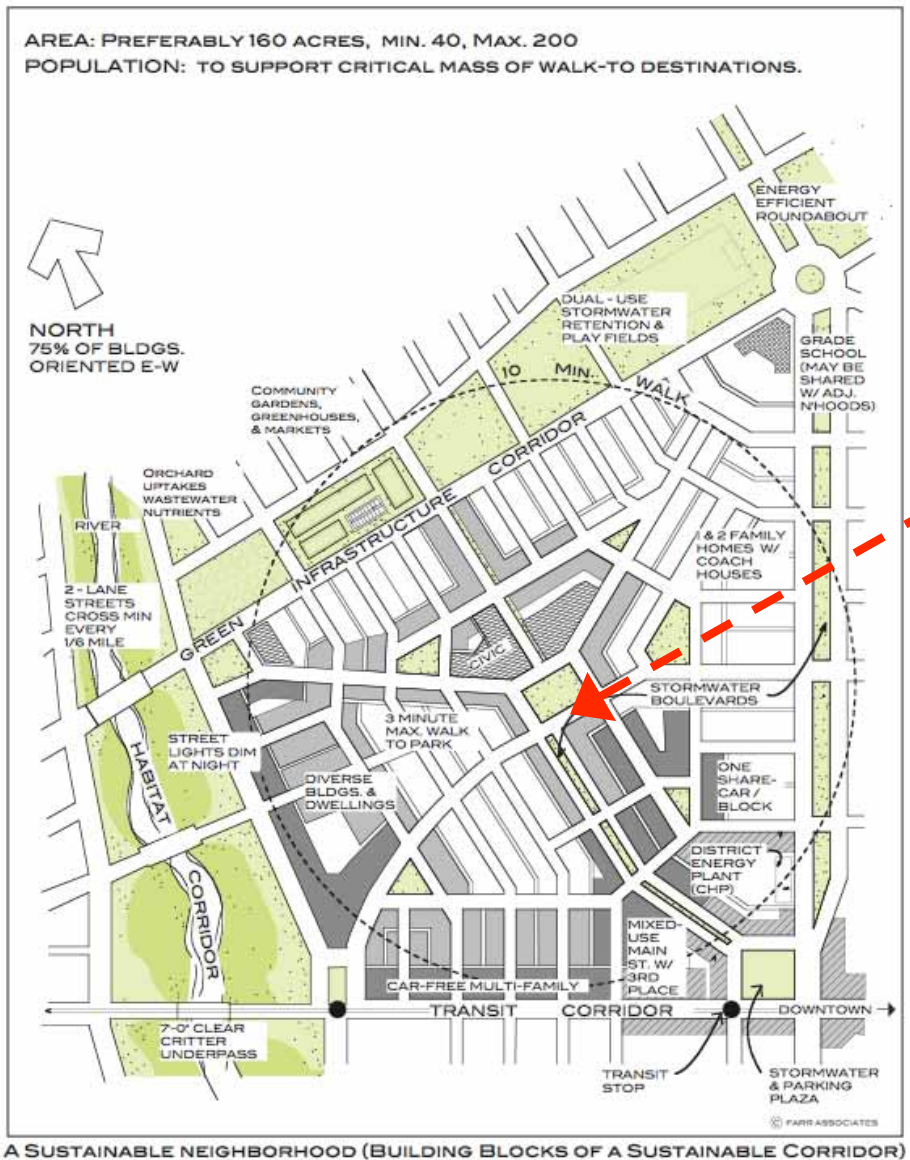 AREA: PREFERABLY 160 ACRES, MIN. 40, MAX. 200
POPULATION: TO SUPPORT CRITICAL MASS OF WALK-TO DESTINATIONS.
ENERGY
EFFICIENT
ROUNDABOUT
NORTH
75% OF BLDGS.
ORIENTED E-W
DUAL - USE
STORMWATER
RETENTION &
PLAY FIELDS
GRADE
SCHOOL
(MAY BE
SHARED
W/ ADJ.
N'HOODS)
10 MIN. WALK
COMMUNITY
GARDENS,
GREENHOUSES,
& MARKETS
ORCHARD
UPTAKES
WASTEWATER
NUTRIENTS
RIVER
GREEN INFRASTRUCTURE CORRIDOR
1 & 2 FAMILY
HOMES W/
COACH
HOUSES
2 - LANE
STREETS
CROSS MIN
EVERY
1/6 MILE
CIVIC
STORMWATER
BOULEVARDS
3 MINUTE
MAX. WALK
TO PARK
STREET
LIGHTS DIM
AT NIGHT
HABITAT CORRIDOR
DIVERSE
BLDGS. &
DWELLINGS
ONE
SHARE-
CAR /
BLOCK
DISTRICT
ENERGY
PLANT
(CHP)
MIXED-
USE
MAIN
ST. W/
3RD
PLACE
CAR-FREE MULTI-FAMILY
TRANSIT CORRIDOR
DOWNTOWN
7'-0" CLEAR
CRITTER
UNDERPASS
TRANSIT
STOP
STORMWATER
& PARKING
PLAZA
© FARR ASSOCIATES
A SUSTAINABLE NEIGHBORHOOD (BUILDING BLOCKS OF A SUSTAINABLE CORRIDOR)